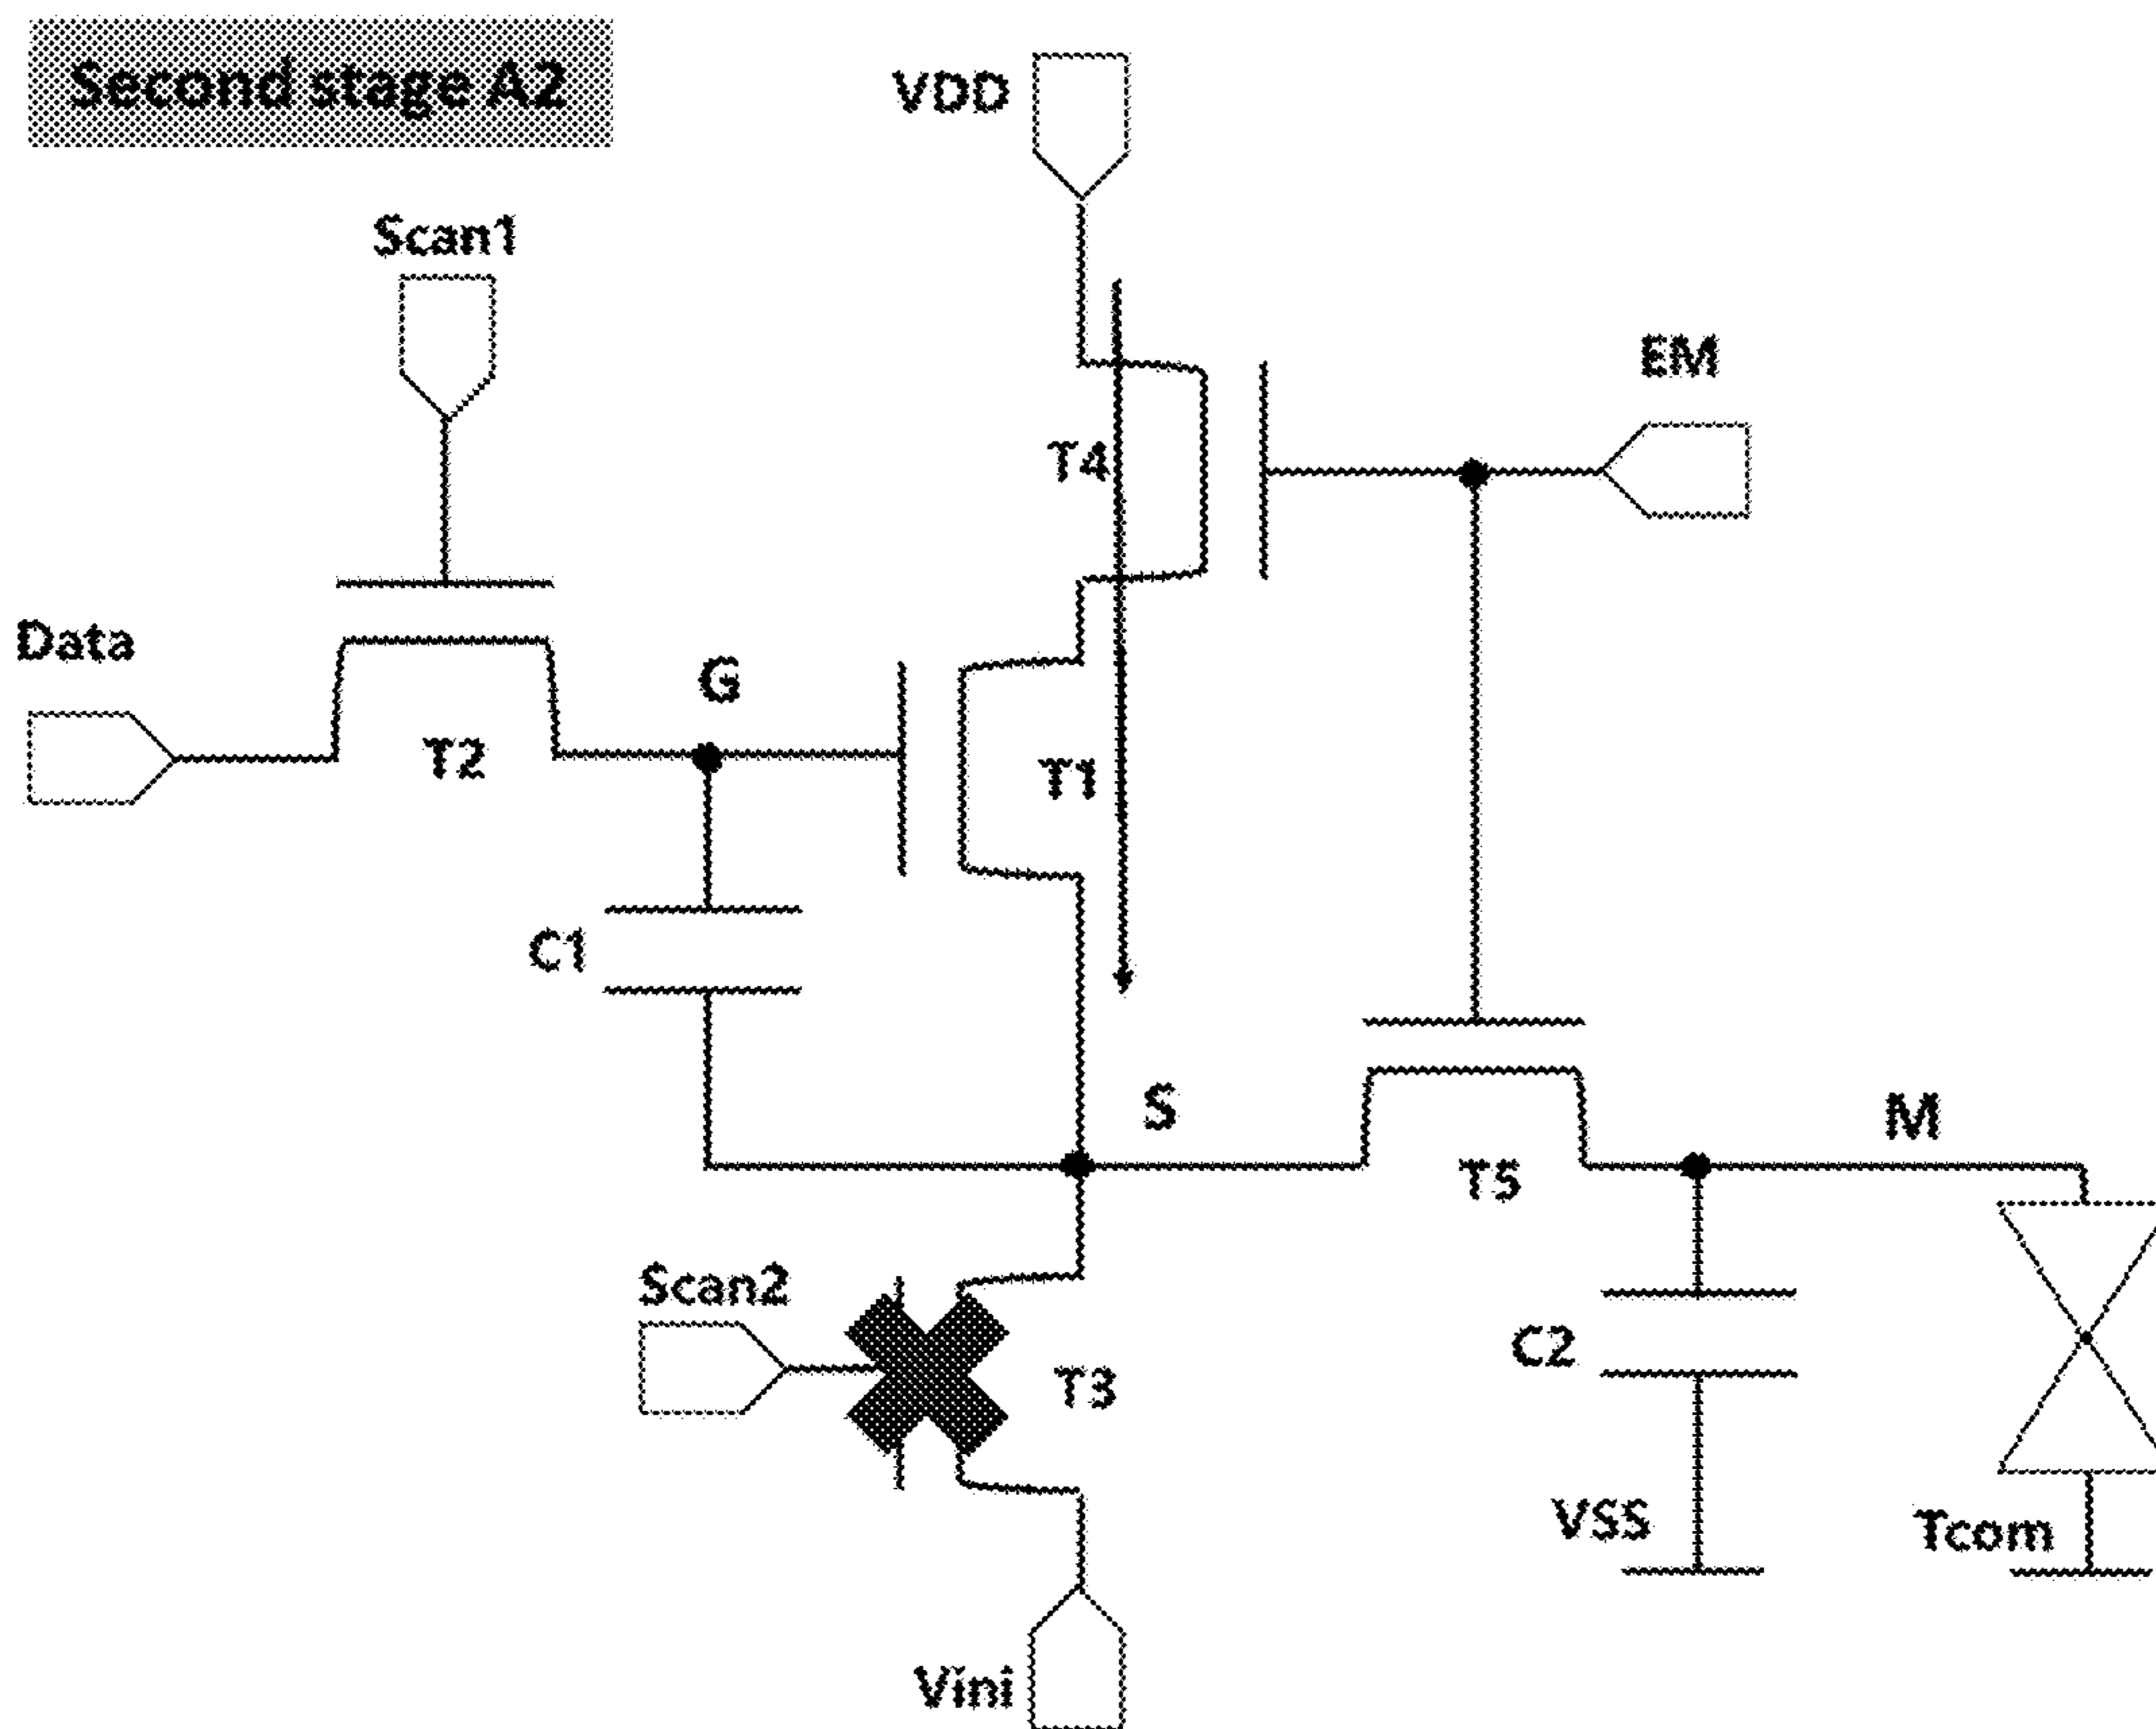 Second stage A2
VDD
Scan1
EM
T4
Data
G
T2
T1
C1
S
M
T5
Scan2
C2
T3
VSS
Tcom
Vini